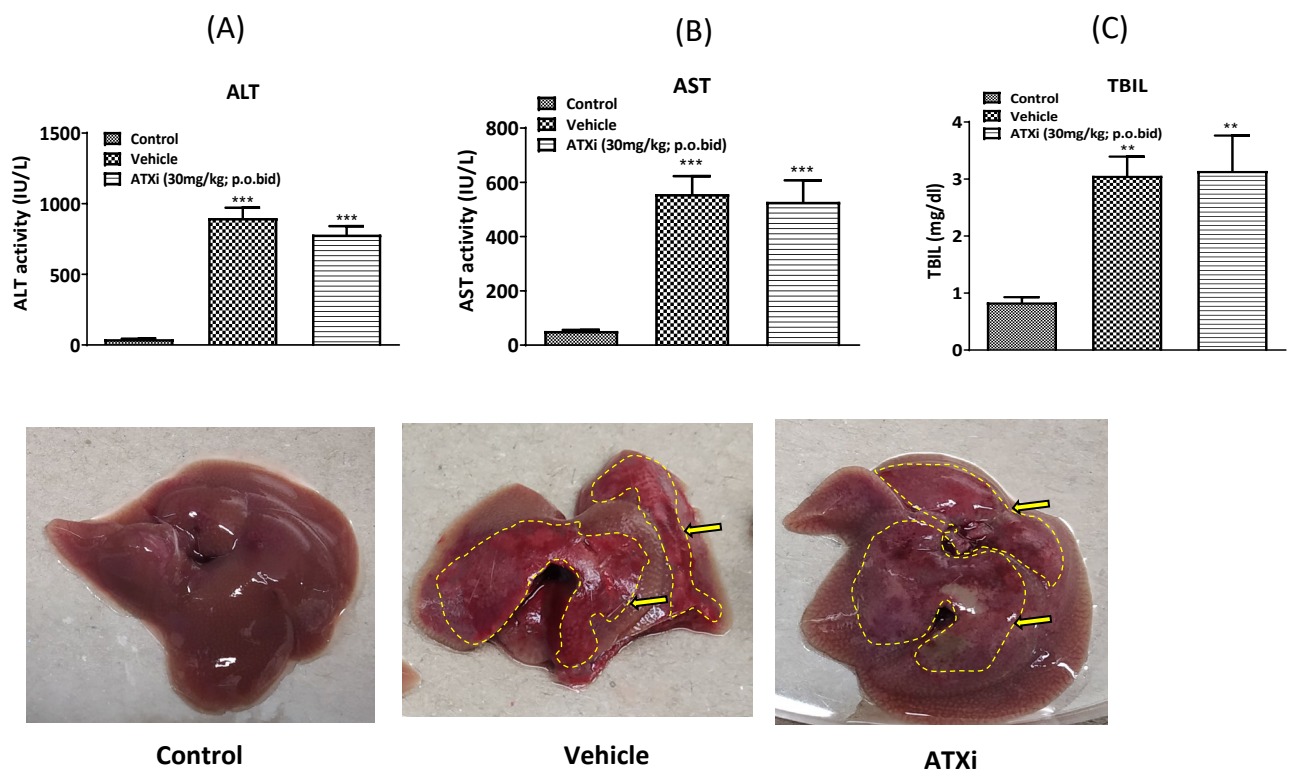 (A)
ALT
Control
Vehicle
ATXi (30mg/kg; p.o.bid)
1500
1000
500
0
ALT activity (IU/L)
***
***
(B)
AST
Control
Vehicle
ATXi (30mg/kg; p.o.bid)
800
600
400
200
0
AST activity (IU/L)
***
***
(C)
TBIL
Control
Vehicle
ATXi (30mg/kg; p.o.bid)
4
3
2
1
0
TBIL (mg/dl)
**
**
Control
Vehicle
ATXi